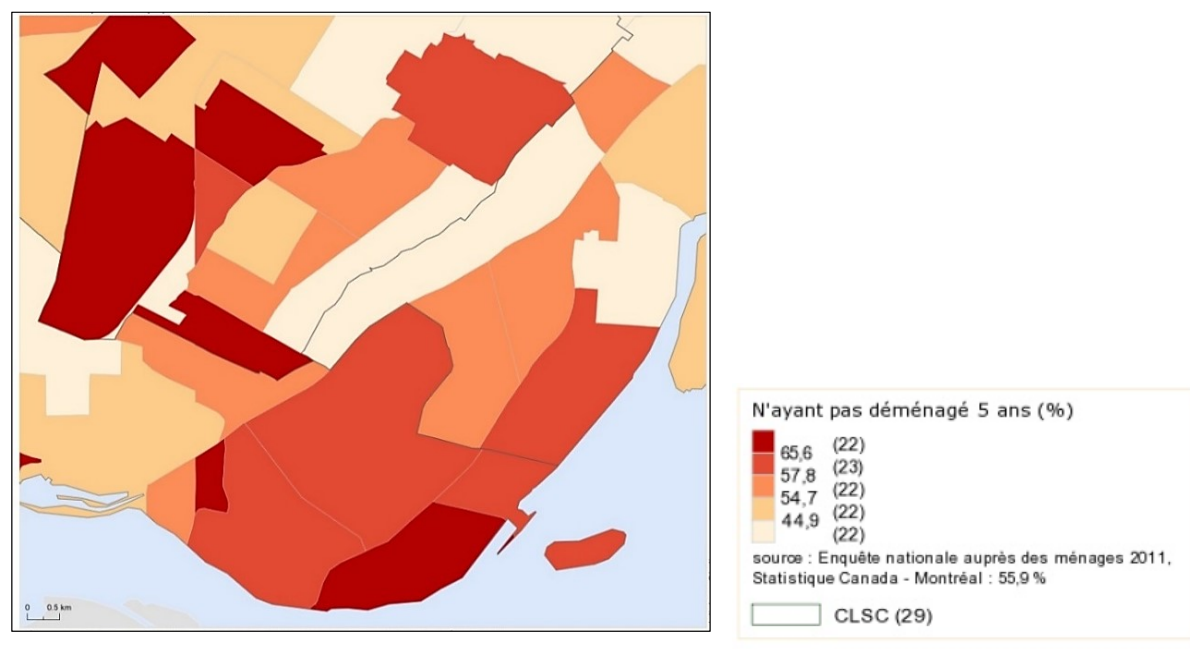 N'ayant pas déménagé 5 ans (%)
(22)
65,6
(23)
57,8
(22)
54,7
(22)
44,9
(22)
source : Enquête nationale auprès des ménages 2011,
Statistique Canada - Montréal : 55,9 %
0 0.5 km
CLSC (29)